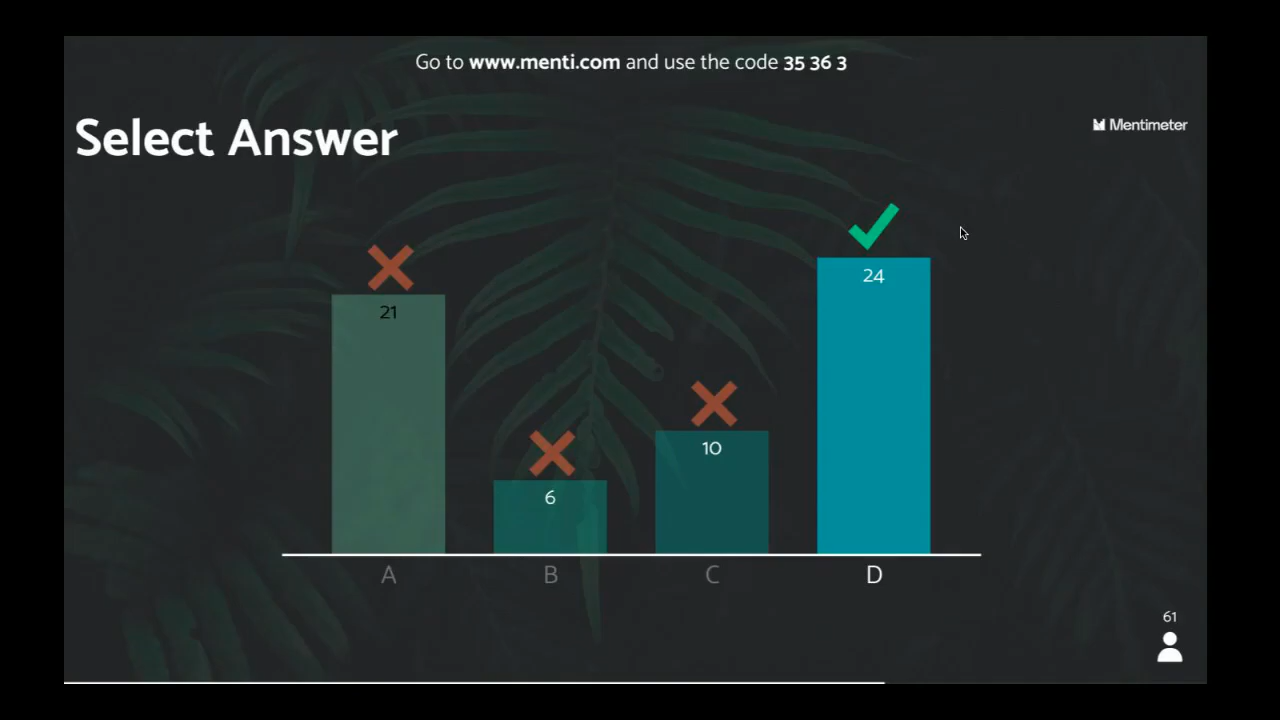 Go to www.menti.com and use the code 35 36 3
Select Answer
Mentimeter
21
6
10
24
A
B
C
D
61